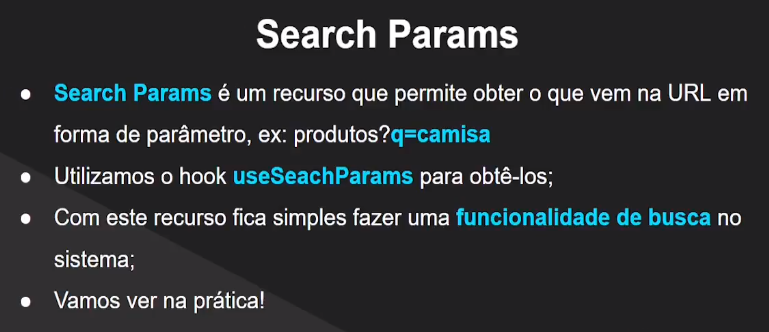 Search Params
● Search Params é um recurso que permite obter o que vem na URL em
forma de parâmetro, ex: produtos?q=camisa
● Utilizamos o hook useSeachParams para obtê-los;
● Com este recurso fica simples fazer uma funcionalidade de busca no
sistema;
● Vamos ver na prática!